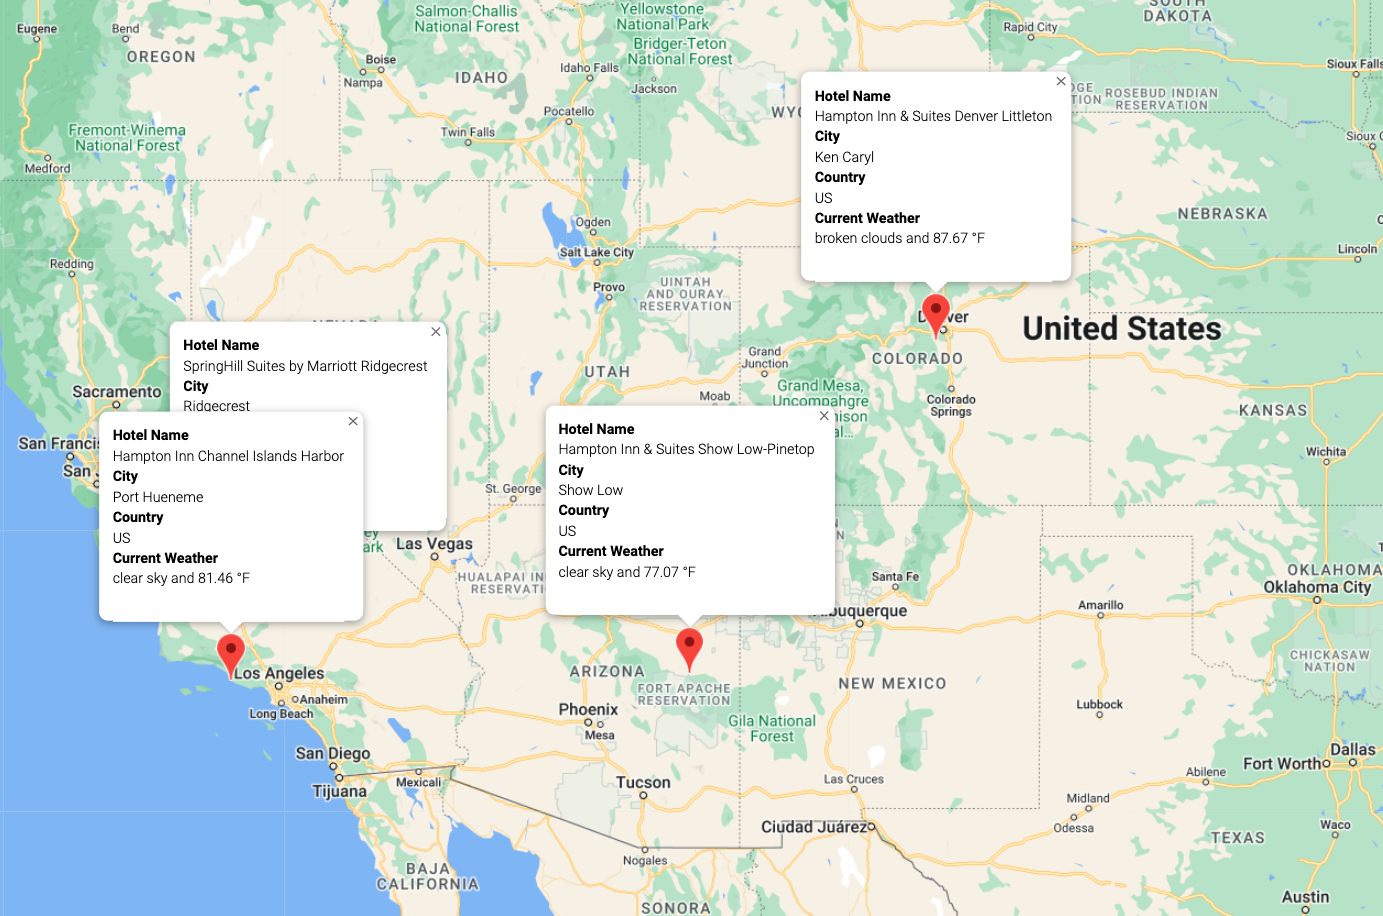 Eugene
Bend
OREGON
Salmon-Challis
National Forest
Yellowstone
National Park
Bridger-Teton
National Forest
Rapid City
SOUTH
DAKOTA
Sioux Falls
Boise
Nampa
IDAHO
Idaho Falls
Jackson
Pocatello
Twin Falls
Fremont-Winema
National Forest
Medford
ROSEBUD INDIAN
RESERVATION
Sioux C
Hotel Name
Hampton Inn & Suites Denver Littleton
City
Ken Caryl
Country
US
Current Weather
broken clouds and 87.67 °F
NEBRASKA
Lincoln
Redding
Ogden
Salt Lake City
Provo
UINTAH
AND OURAY
RESERVATION
United States
Grand
Junction
COLORADO
UTAH
Moab
Grand Mesa,
Uncompahgre
Colorado
Springs
KANSAS
Wichita
Hotel Name
SpringHill Suites by Marriott Ridgecrest
City
Ridgecrest
Sacramento
San Francis
San J
Hotel Name
Hampton Inn Channel Islands Harbor
City
Port Hueneme
Country
US
Current Weather
clear sky and 81.46 °F
Hotel Name
Hampton Inn & Suites Show Low-Pinetop
City
Show Low
Country
US
Current Weather
clear sky and 77.07 °F
St. George
Las Vegas
HUALAPAI IN
RESERVATI
Santa Fe
Albuquerque
Amarillo
OKLAHOMA
Oklahoma City
CHICKASAW
NATION
Los Angeles
Anaheim
Long Beach
ARIZONA
FORT APACHE
RESERVATION
NEW MEXICO
Phoenix
Mesa
Gila National
Forest
Lubbock
San Diego
Tijuana
Mexicali
Tucson
Las Cruces
Abilene
Fort Worth
Dallas
Midland
Odessa
Ciudad Juárez
Waco
TEXAS
Nogales
BAJA
CALIFORNIA
SONORA
Austin